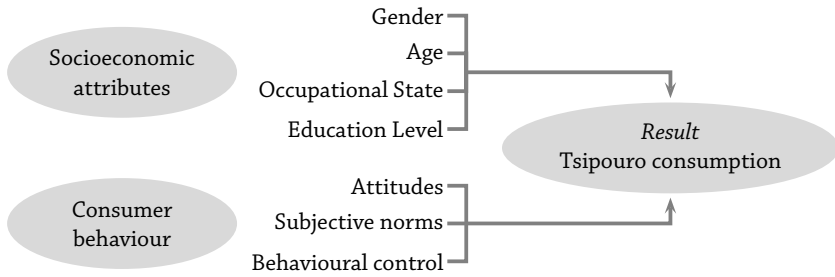 Socioeconomic
attributes
Gender
Age
Occupational State
Education Level
Consumer
behaviour
Attitudes
Subjective norms
Behavioural control
Result
Tsipouro consumption